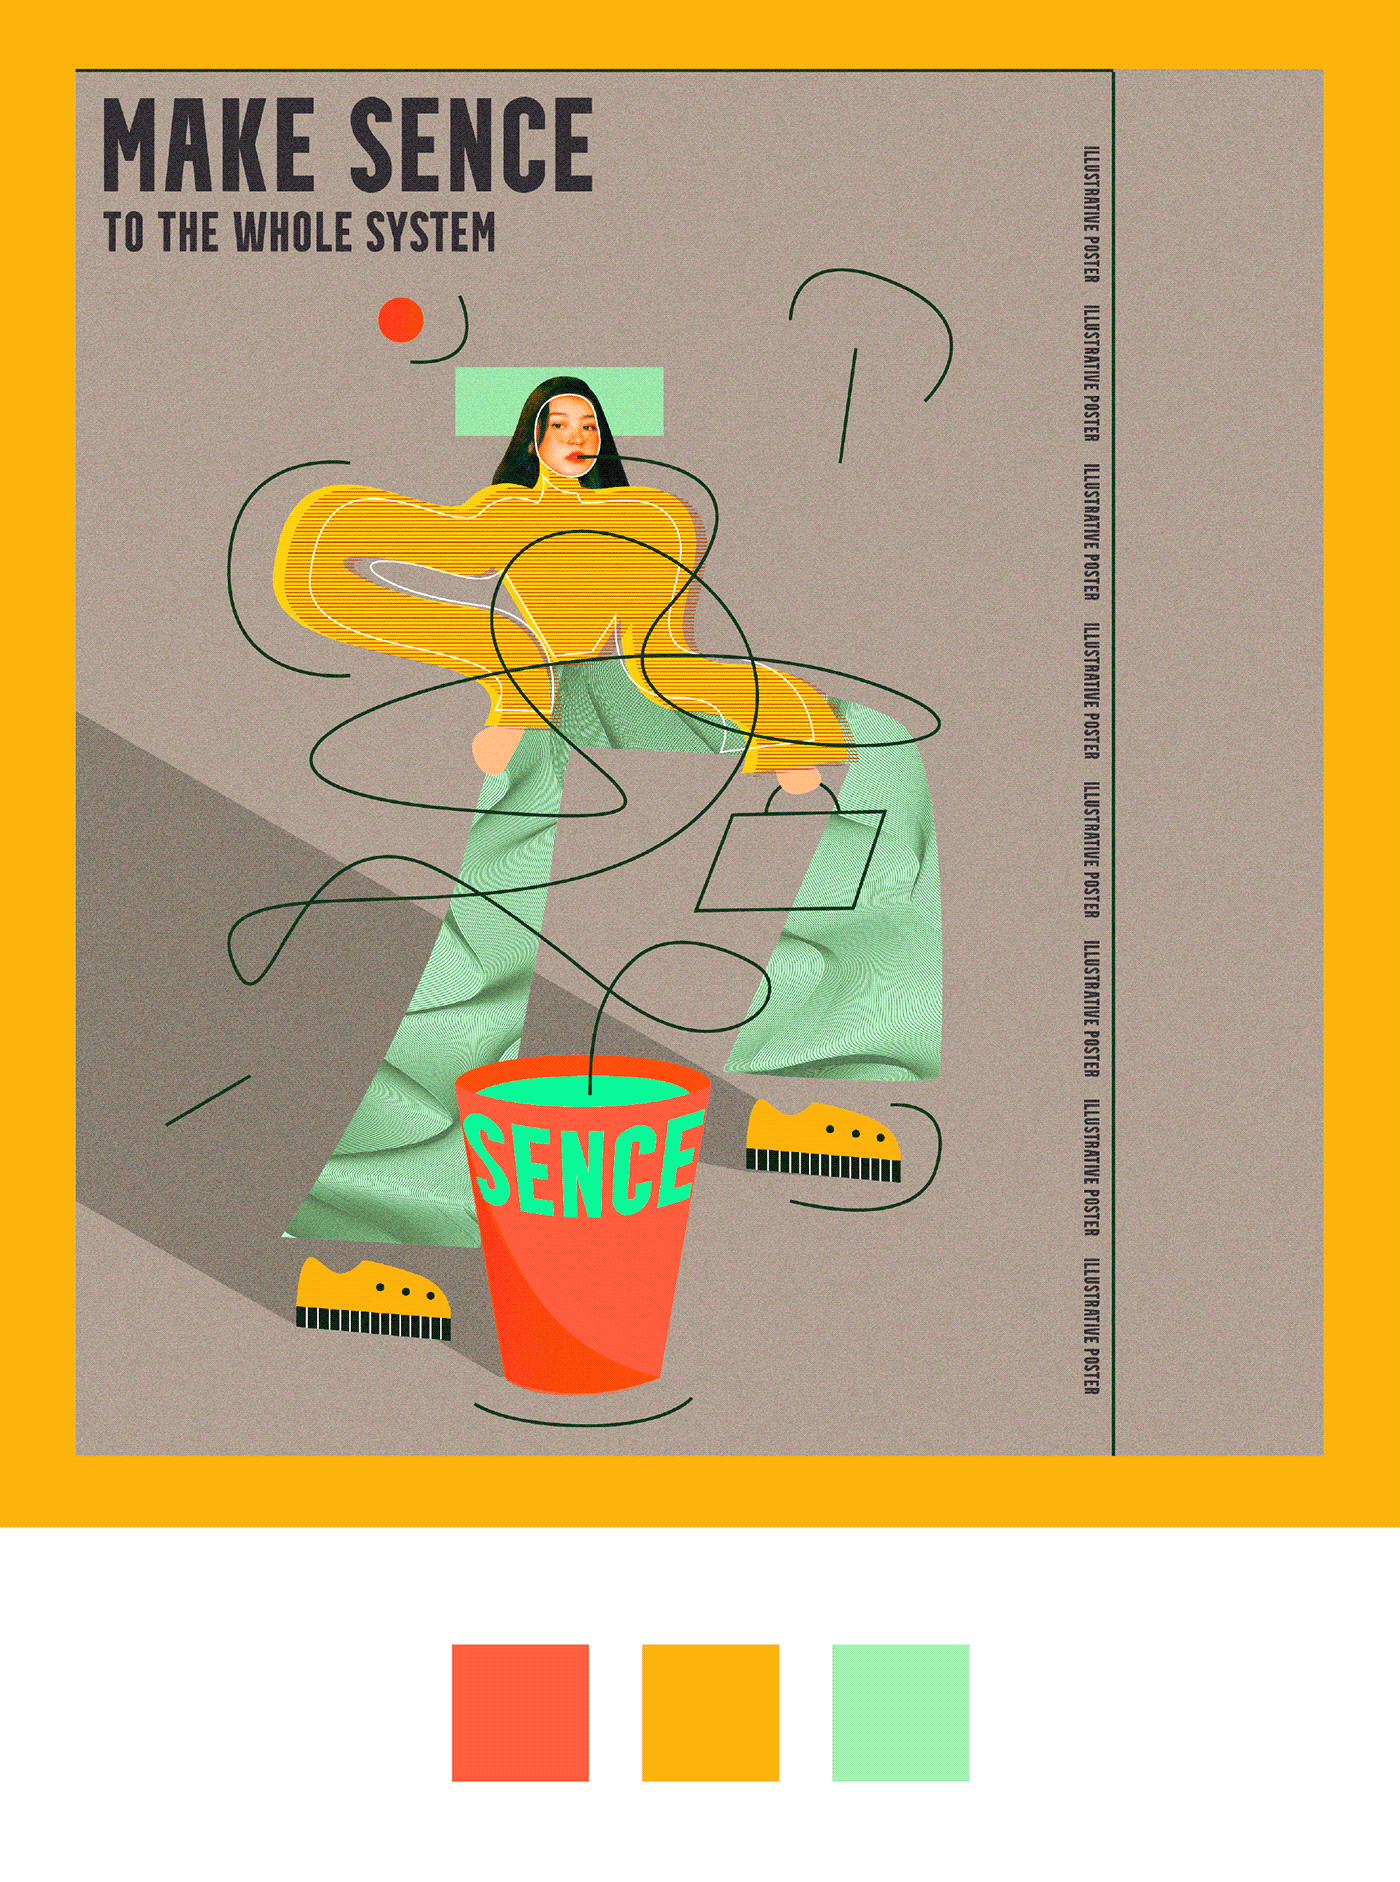 MAKE SENCE
TO THE WHOLE SYSTEM
SENCE
ILLUSTRATIVE POSTER ILLUSTRATIVE POSTER ILLUSTRATIVE POSTER ILLUSTRATIVE POSTER ILLUSTRATIVE POSTER ILLUSTRATIVE POSTER ILLUSTRATIVE POSTER ILLUSTRATIVE POSTER